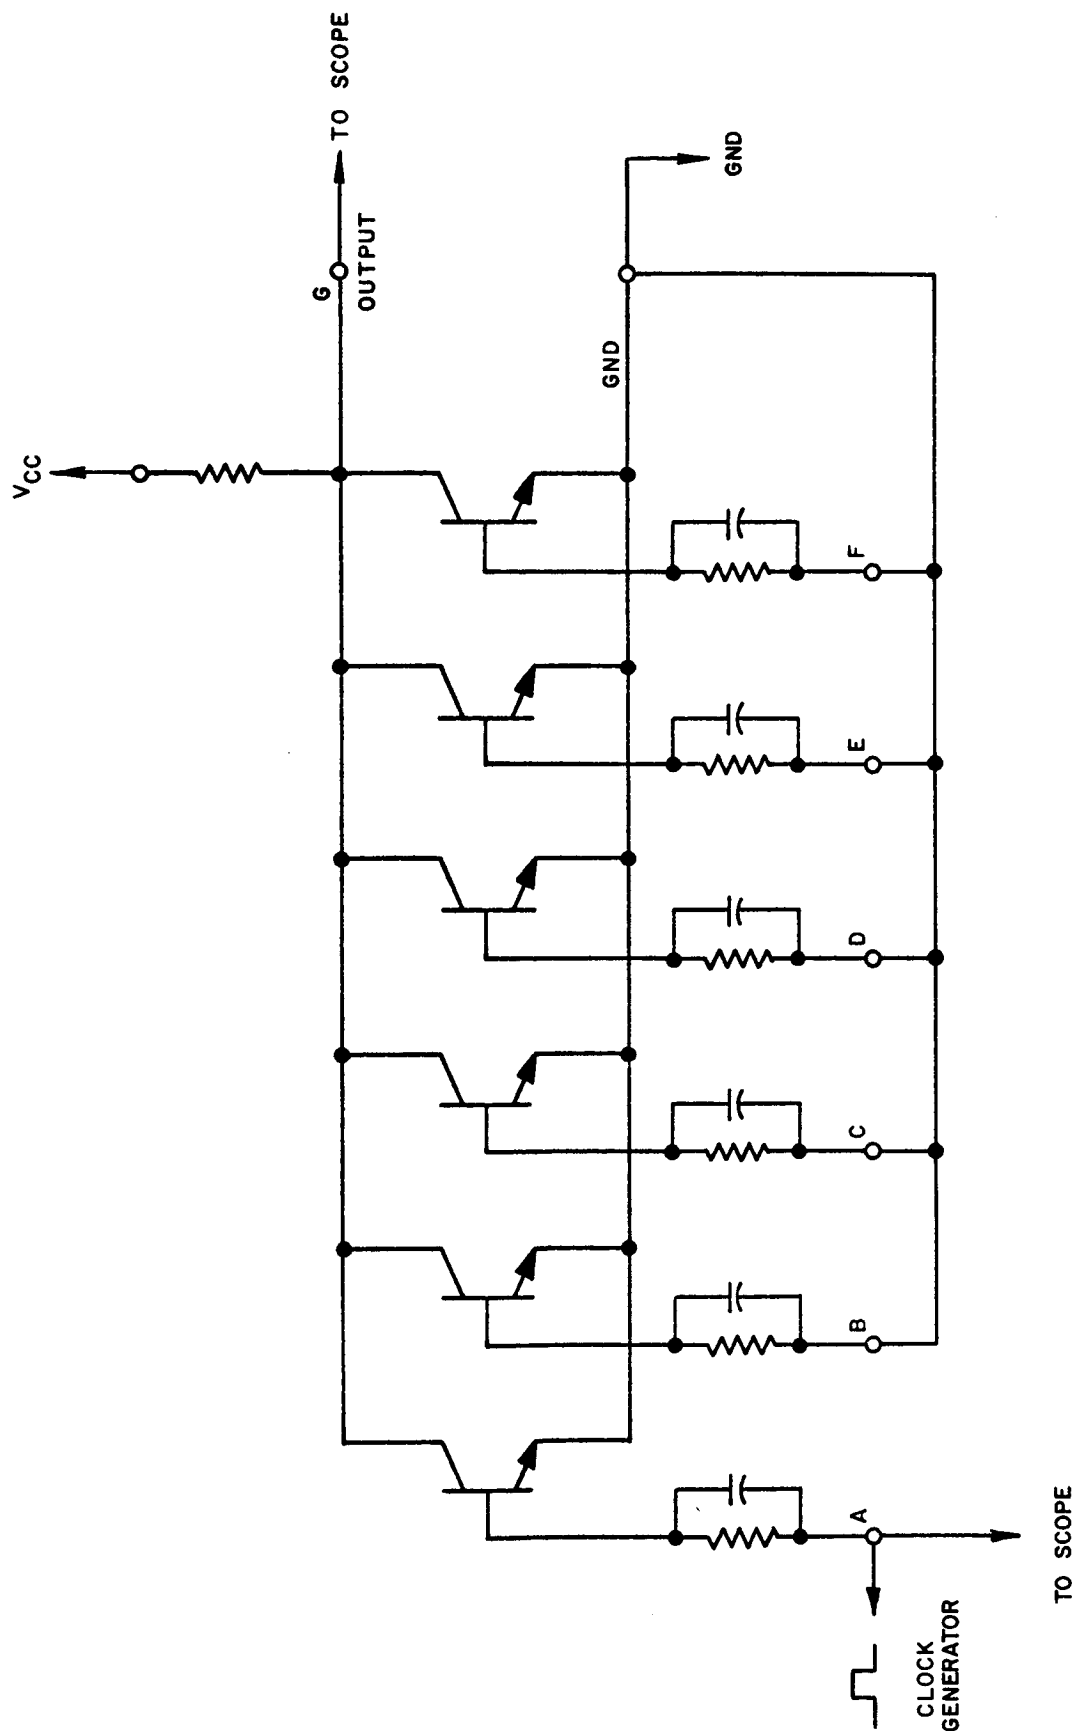 VCC
G
OUTPUT
TO SCOPE
GND
GND
A
B
C
D
E
F
CLOCK
GENERATOR
TO SCOPE